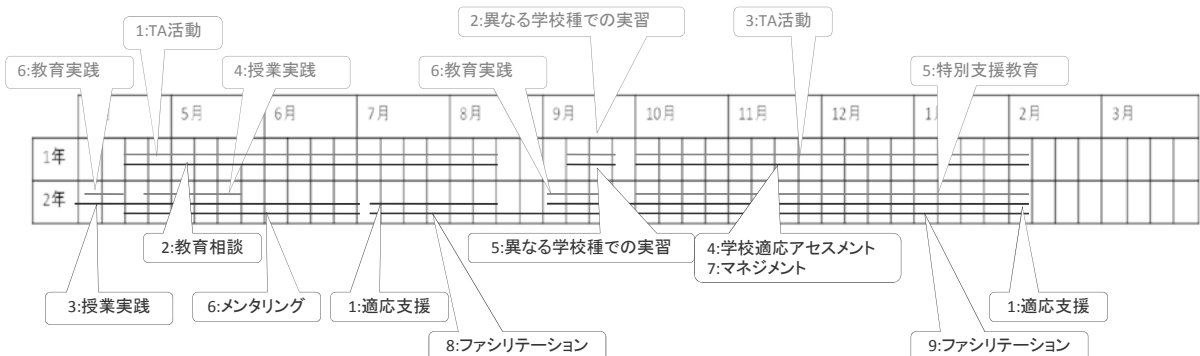 2:異なる学校種での実習
3:TA活動
1:TA活動
6:教育実践
4:授業実践
6:教育実践
5:特別支援教育
月
5月
6月
7月
8月
9月
10月
11月
12月
1月
2月
3月
1年
2年
2:教育相談
5:異なる学校種での実習
4:学校適応アセスメント
7:マネジメント
3:授業実践
6:メンタリング
1:適応支援
1:適応支援
8:ファシリテーション
9:ファシリテーション